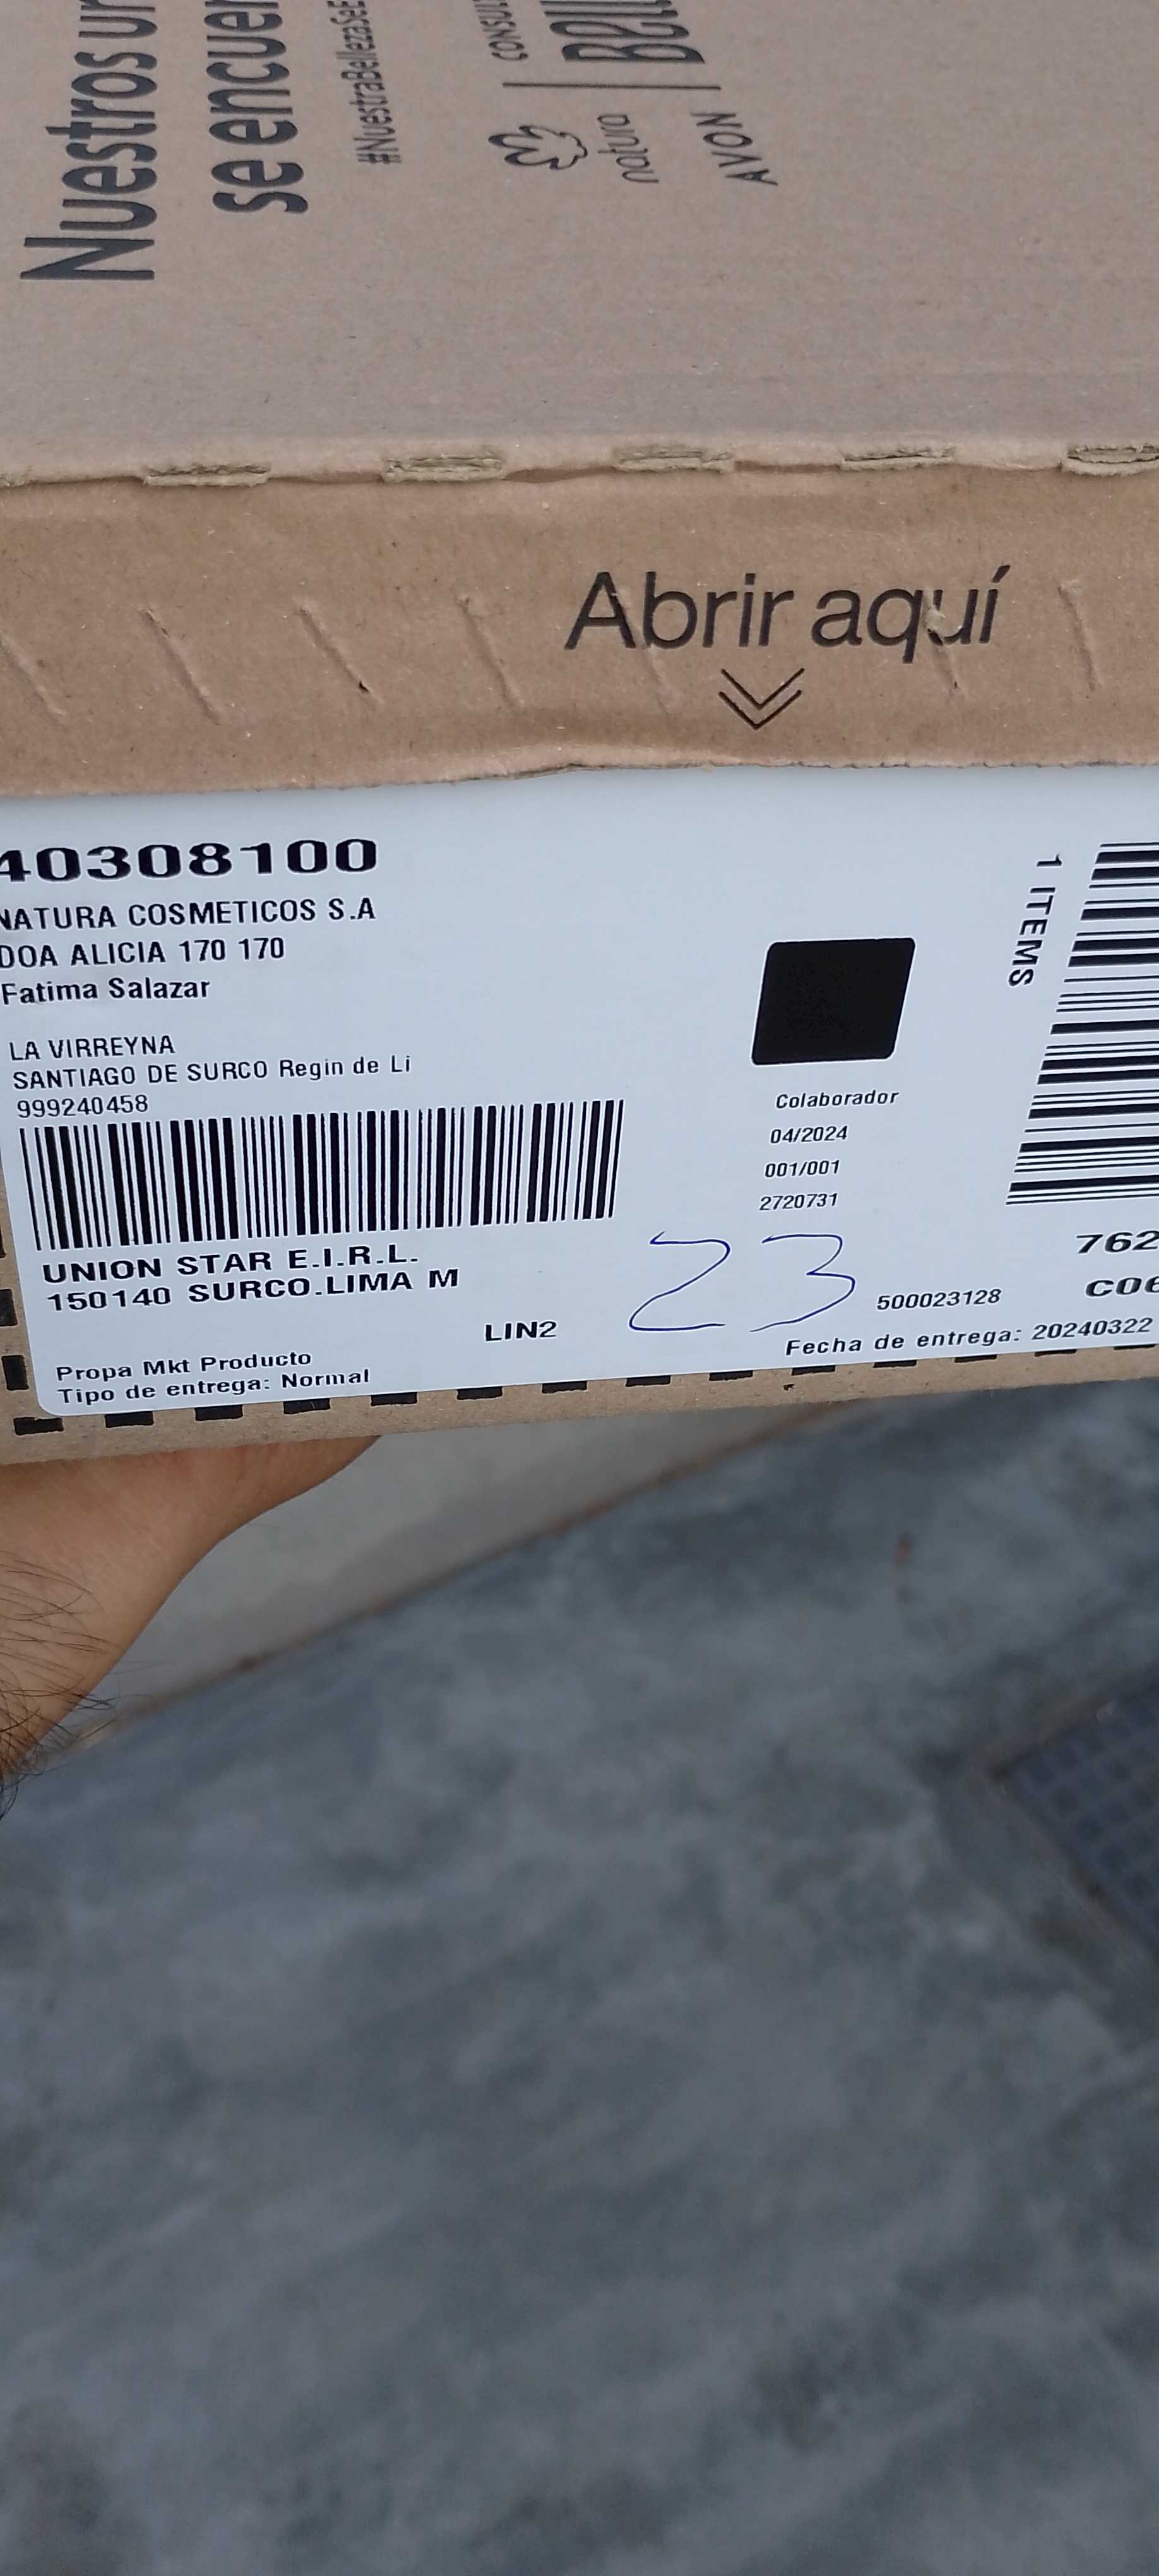 Nuestros
se encuen
#NuestraBellezaSeE
natura
AVON
CONSUL
Abrir aquí
40308100
NATURA COSMETICOS S.A
DOA ALICIA 170 170
Fatima Salazar
LA VIRREYNA
SANTIAGO DE SURCO Regin de Li
999240458
1 ITEMS
Colaborador
04/2024
001/001
2720731
UNION STAR E.I.R.L.
150140 SURCO.LIMA M
LIN2
23
762
500023128
Fecha de entrega: 20240322
Propa Mkt Producto
Tipo de entrega: Normal